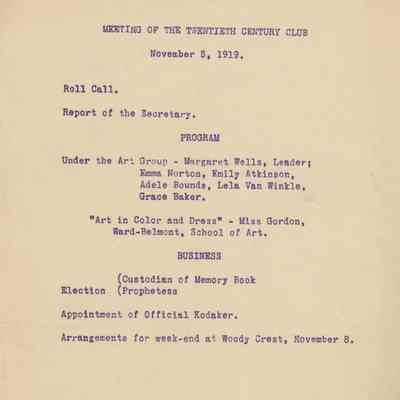 MEETING OF THE TWENTIETH CENTURY CLUB
November 5, 1919.
Roll Call.
Report of the Secretary.
PROGRAM
Under the Art Group - Margaret Wells, Leader;
Emma Norton, Emily Atkinson,
Adele Bounds, Lela Van Winkle,
Grace Baker.
"Art in Color and Dress" - Miss Gordon,
Ward-Belmont, School of Art.
BUSINESS
(Custodian of Memory Book
Election (Prophetess
Appointment of Official Kodaker.
Arrangements for week-end at Woody Crest, November 8.